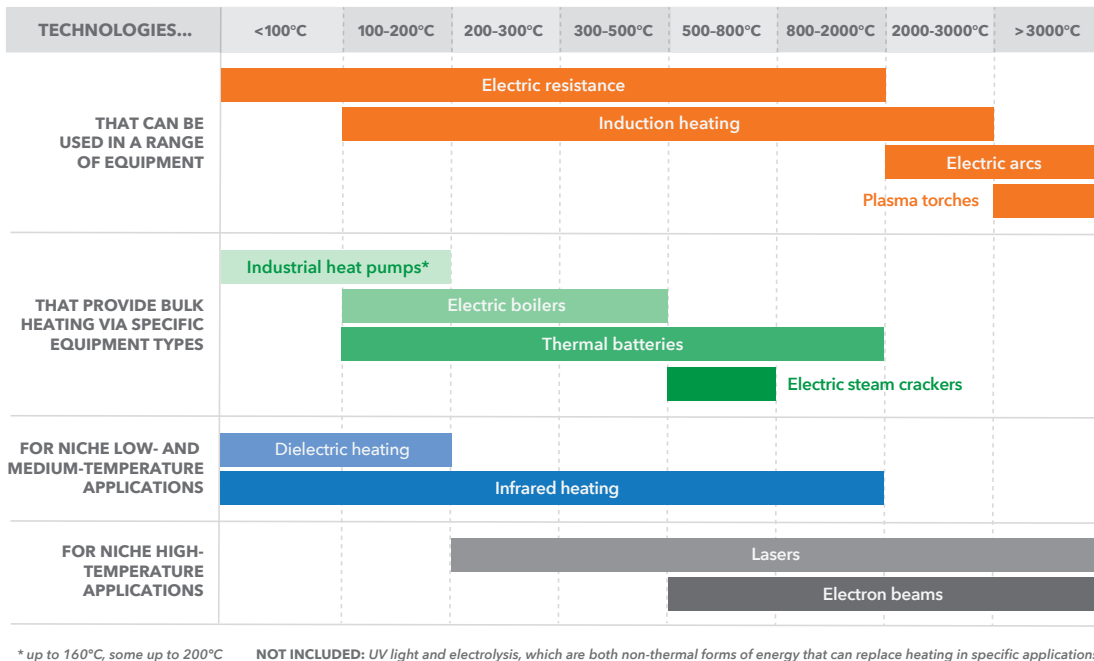 TECHNOLOGIES... <100°C 100–200°C 200–300°C 300–500°C 500–800°C 800–2000°C 2000-3000°C >3000°C
THAT CAN BE
USED IN A RANGE
OF EQUIPMENT
Electric resistance
Induction heating
Electric arcs
Plasma torches
THAT PROVIDE BULK
HEATING VIA SPECIFIC
EQUIPMENT TYPES
Industrial heat pumps*
Electric boilers
Thermal batteries
Electric steam crackers
FOR NICHE LOW- AND
MEDIUM-TEMPERATURE
APPLICATIONS
Dielectric heating
Infrared heating
FOR NICHE HIGH-
TEMPERATURE
APPLICATIONS
Lasers
Electron beams
* up to 160°C, some up to 200°C NOT INCLUDED: UV light and electrolysis, which are both non-thermal forms of energy that can replace heating in specific applications